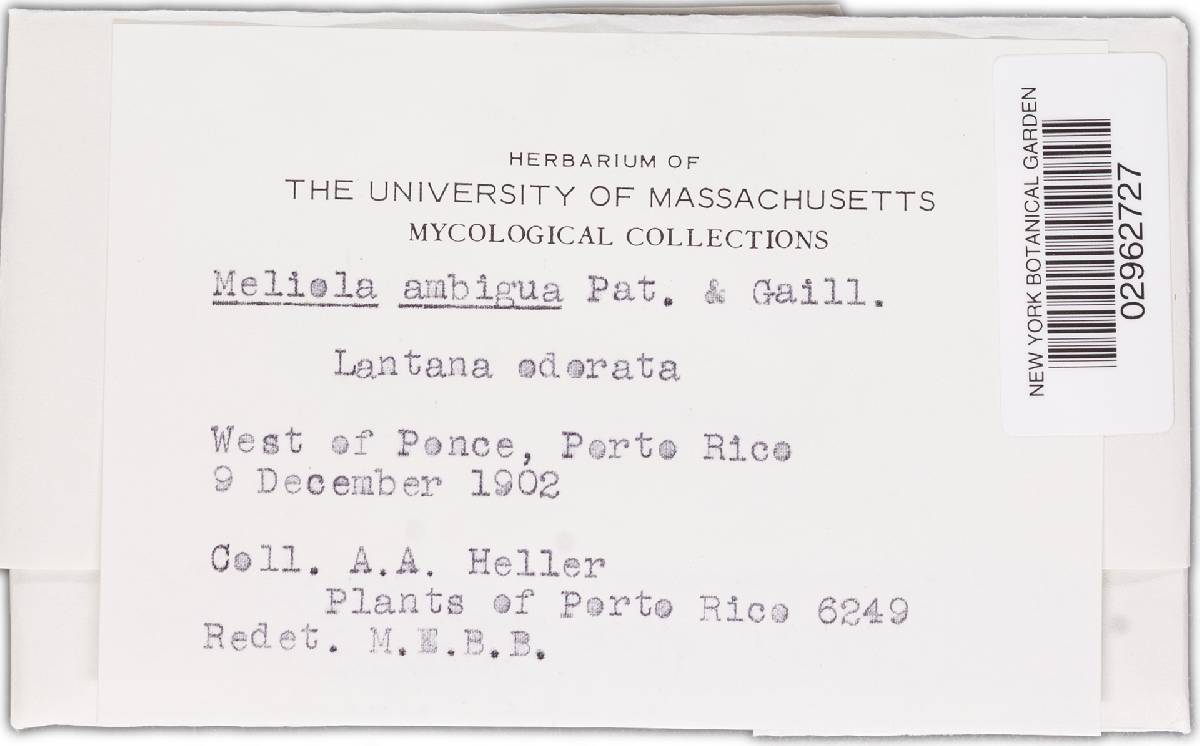 HERBARIUM OF
THE UNIVERSITY OF MASSACHUSETTS
MYCOLOGICAL COLLECTIONS
Meliola ambigua Pat. & Gaill.
Lantana odorata
West of Ponce, Porto Rico
9 December 1902
Coll. A.A. Heller
Plants of Porto Rico 6249
Redet. M.E.B.B.
NEW YORK BOTANICAL GARDEN
02962727